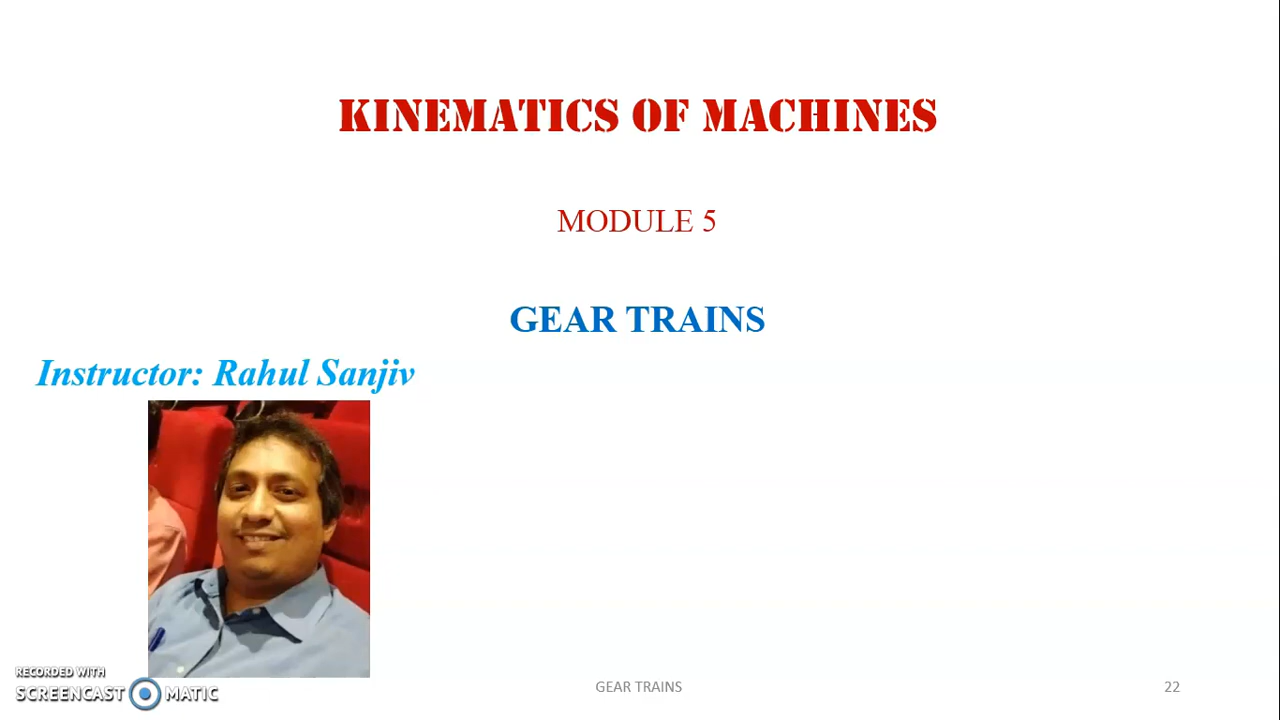 KINEMATICS OF MACHINES
MODULE 5
GEAR TRAINS
Instructor: Rahul Sanjiv
RECORDED WITH
SCREENCAST MATIC
GEAR TRAINS
22